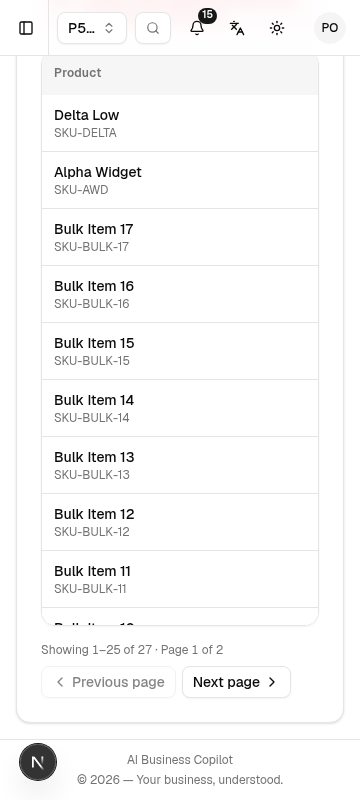 P5...
15
PO
Product
Delta Low
SKU-DELTA
Alpha Widget
SKU-AWD
Bulk Item 17
SKU-BULK-17
Bulk Item 16
SKU-BULK-16
Bulk Item 15
SKU-BULK-15
Bulk Item 14
SKU-BULK-14
Bulk Item 13
SKU-BULK-13
Bulk Item 12
SKU-BULK-12
Bulk Item 11
SKU-BULK-11
Showing 1–25 of 27 · Page 1 of 2
Previous page
Next page
N
AI Business Copilot
© 2026 — Your business, understood.